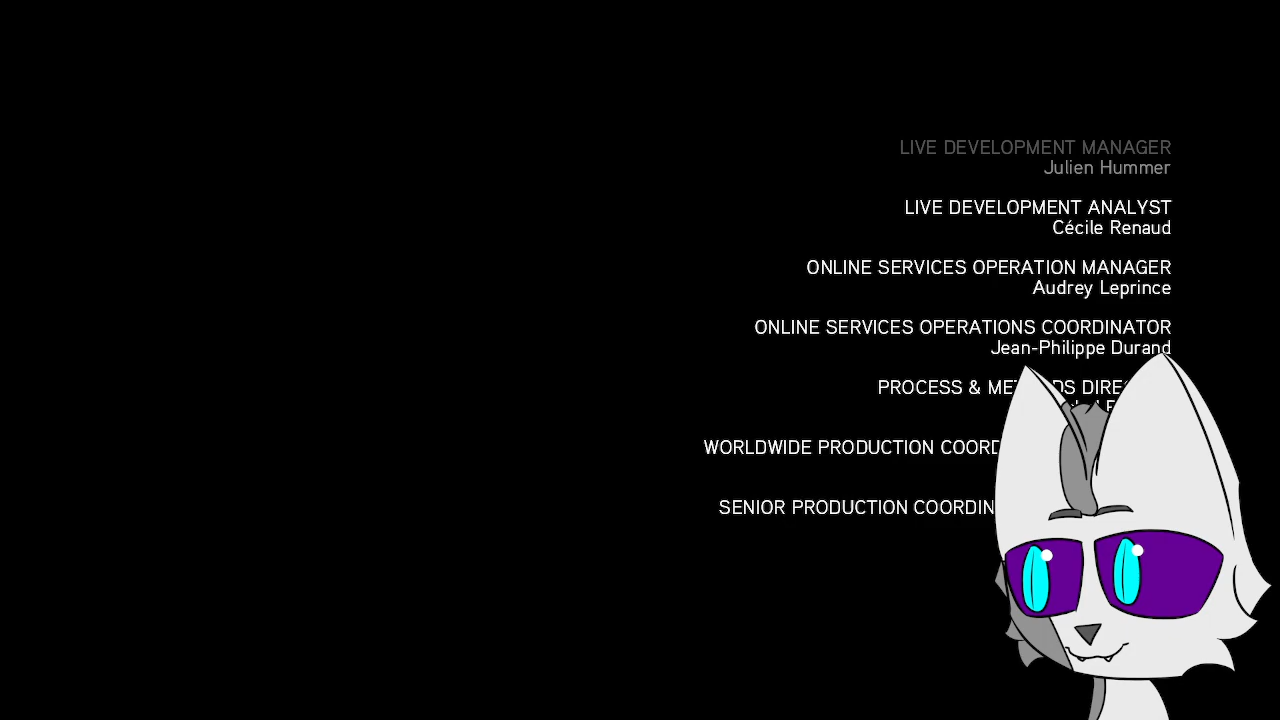 LIVE DEVELOPMENT MANAGER
Julien Hummer
LIVE DEVELOPMENT ANALYST
Cécile Renaud
ONLINE SERVICES OPERATION MANAGER
Audrey Leprince
ONLINE SERVICES OPERATIONS COORDINATOR
Jean-Philippe Durand
PROCESS &
WORLDWIDE PRODUCTION
SENIOR PRODUCTION